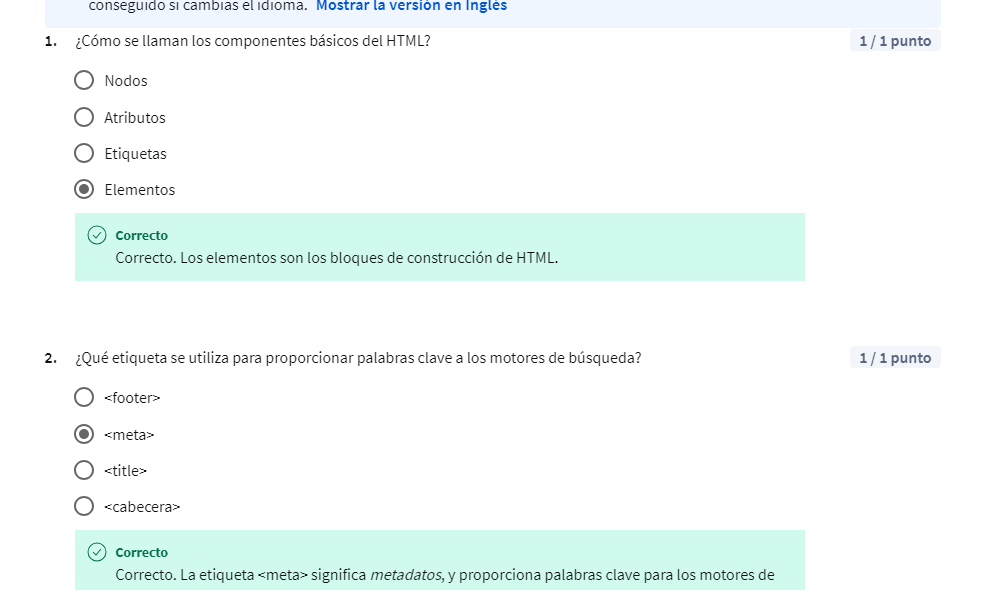 conseguido si cambias el idioma. Mostrar la versión en Inglés
1. ¿Cómo se llaman los componentes básicos del HTML? 1 / 1 punto
Nodos
Atributos
Etiquetas
Elementos
Correcto
Correcto. Los elementos son los bloques de construcción de HTML.
2. ¿Qué etiqueta se utiliza para proporcionar palabras clave a los motores de búsqueda? 1 / 1 punto
<footer>
<meta>
<title>
<cabecera>
Correcto
Correcto. La etiqueta <meta> significa metadatos, y proporciona palabras clave para los motores de